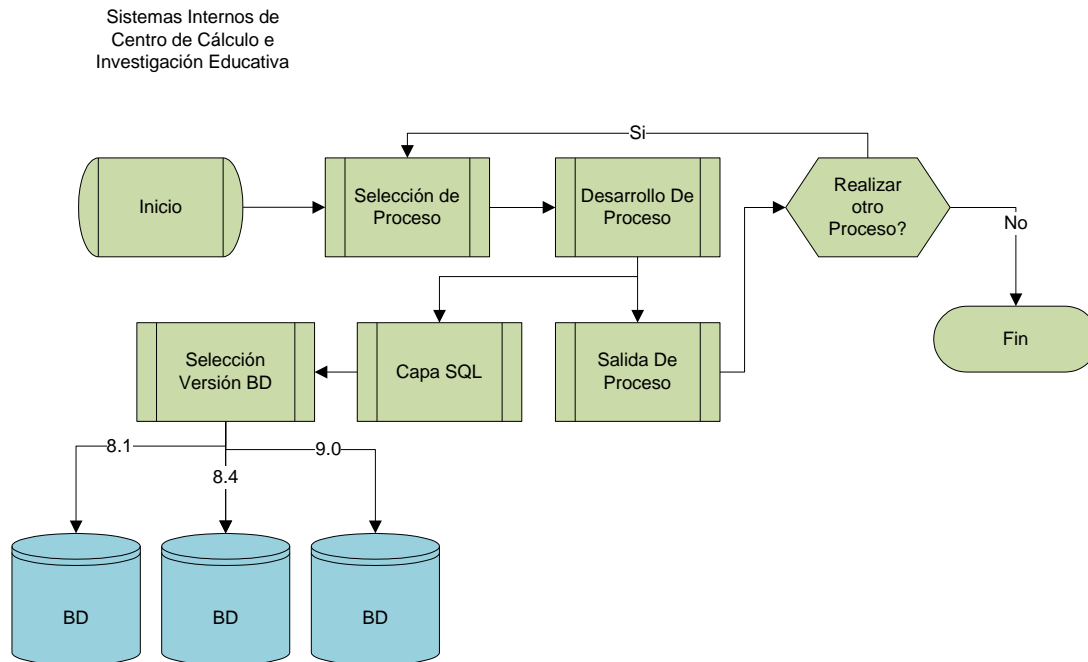 Sistemas Internos de
Centro de Cálculo e
Investigación Educativa
Si
Inicio
Selección de
Proceso
Desarrollo De
Proceso
Realizar
otro
Proceso?
No
Selección
Versión BD
Capa SQL
Salida De
Proceso
Fin
8.1
8.4
9.0
BD
BD
BD